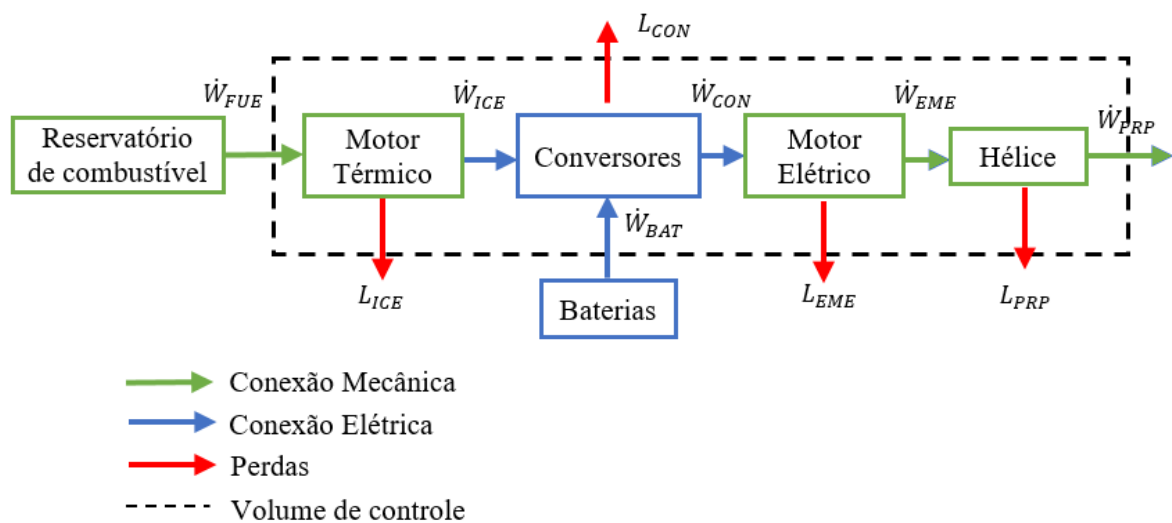 L_CON
Ẇ_FUE
Ẇ_ICE
Ẇ_CON
Ẇ_EME
Ẇ_PRP
Reservatório
de combustível
Motor
Térmico
Conversores
Motor
Elétrico
Hélice
Ẇ_BAT
L_ICE
Baterias
L_EME
L_PRP
Conexão Mecânica
Conexão Elétrica
Perdas
Volume de controle